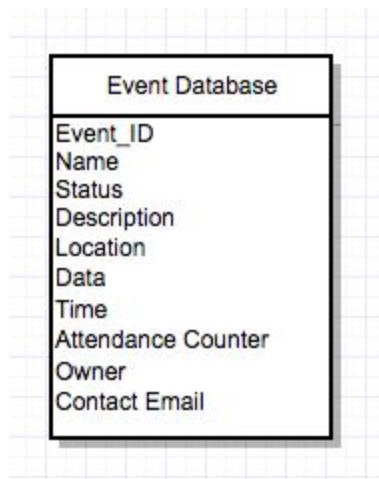 Event Database
Event_ID
Name
Status
Description
Location
Data
Time
Attendance Counter
Owner
Contact Email